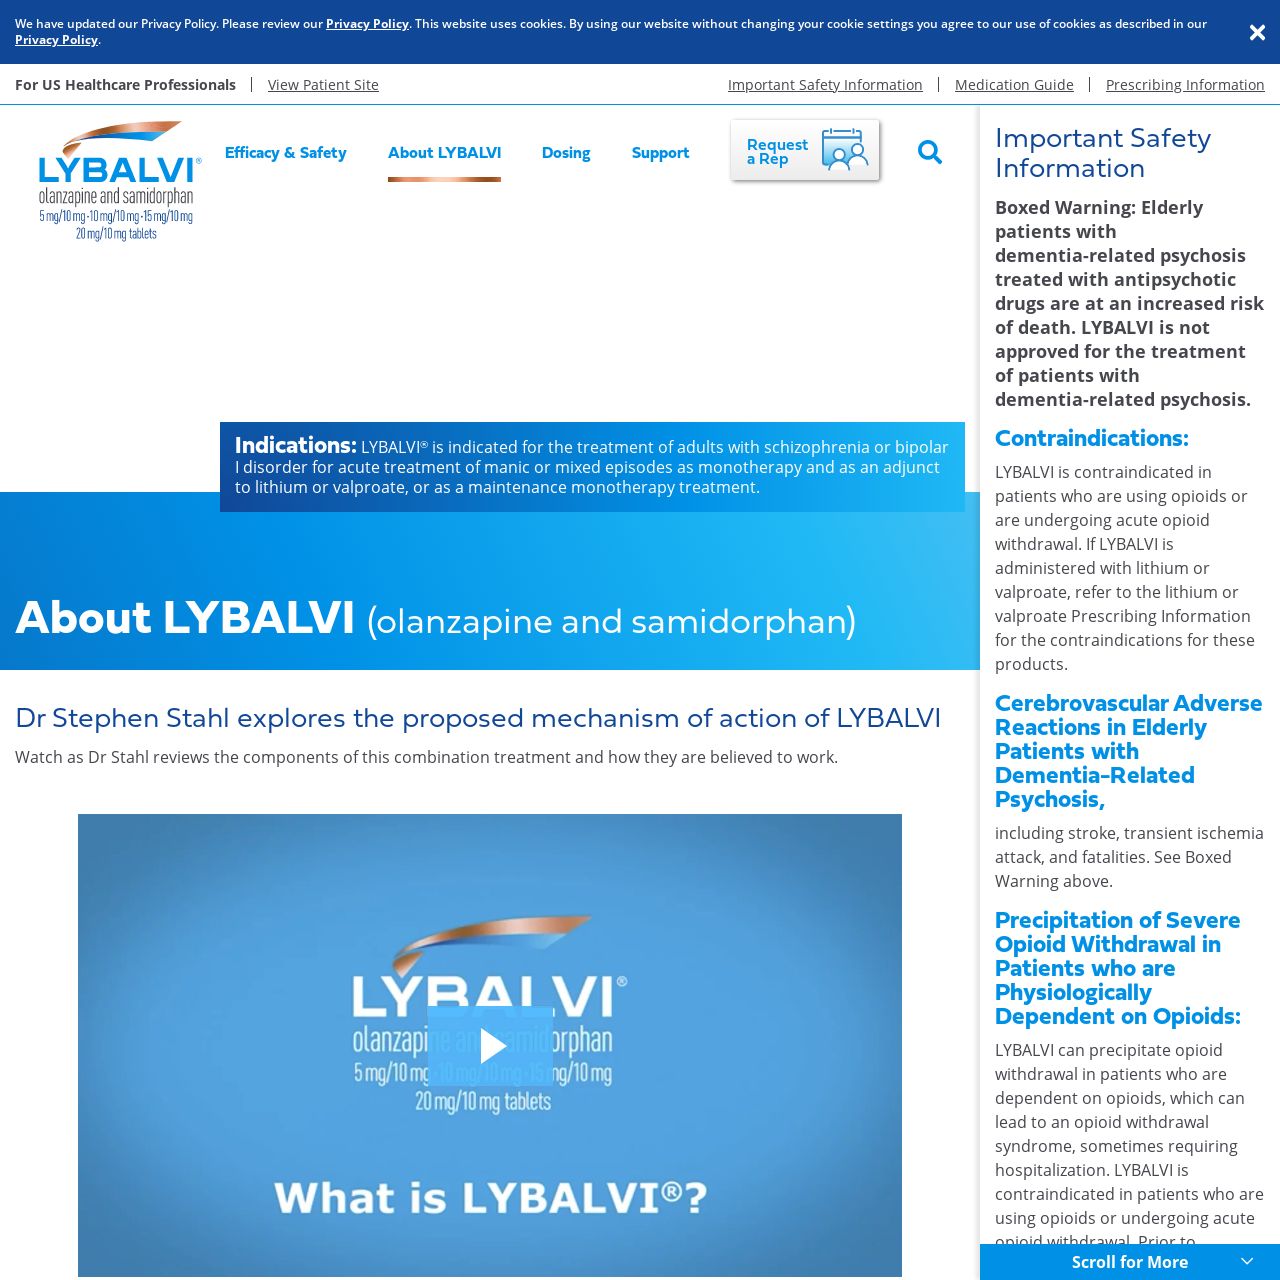 We have updated our Privacy Policy. Please review our Privacy Policy. This website uses cookies. By using our website without changing your cookie settings you agree to our use of cookies as described in our
Privacy Policy.
For US Healthcare Professionals
View Patient Site
Important Safety Information
Medication Guide
Prescribing Information
LYBALVI®
olanzapine and samidorphan
5 mg/10 mg·10 mg/10 mg·15 mg/10 mg
20 mg/10 mg tablets
Efficacy & Safety
About LYBALVI
Dosing
Support
Request
a Rep
Indications: LYBALVI® is indicated for the treatment of adults with schizophrenia or bipolar
I disorder for acute treatment of manic or mixed episodes as monotherapy and as an adjunct
to lithium or valproate, or as a maintenance monotherapy treatment.
About LYBALVI (olanzapine and samidorphan)
Dr Stephen Stahl explores the proposed mechanism of action of LYBALVI
Watch as Dr Stahl reviews the components of this combination treatment and how they are believed to work.
LYBALVI®
olanzapine and samidorphan
5 mg/10 mg·10 mg/10 mg·15 mg/10 mg
20 mg/10 mg tablets
What is LYBALVI®?
Important Safety
Information
Boxed Warning: Elderly
patients with
dementia-related psychosis
treated with antipsychotic
drugs are at an increased risk
of death. LYBALVI is not
approved for the treatment
of patients with
dementia-related psychosis.
Contraindications:
LYBALVI is contraindicated in
patients who are using opioids or
are undergoing acute opioid
withdrawal. If LYBALVI is
administered with lithium or
valproate, refer to the lithium or
valproate Prescribing Information
for the contraindications for these
products.
Cerebrovascular Adverse
Reactions in Elderly
Patients with
Dementia-Related
Psychosis,
including stroke, transient ischemia
attack, and fatalities. See Boxed
Warning above.
Precipitation of Severe
Opioid Withdrawal in
Patients who are
Physiologically
Dependent on Opioids:
LYBALVI can precipitate opioid
withdrawal in patients who are
dependent on opioids, which can
lead to an opioid withdrawal
syndrome, sometimes requiring
hospitalization. LYBALVI is
contraindicated in patients who are
using opioids or undergoing acute
opioid withdrawal. Prior to
Scroll for More